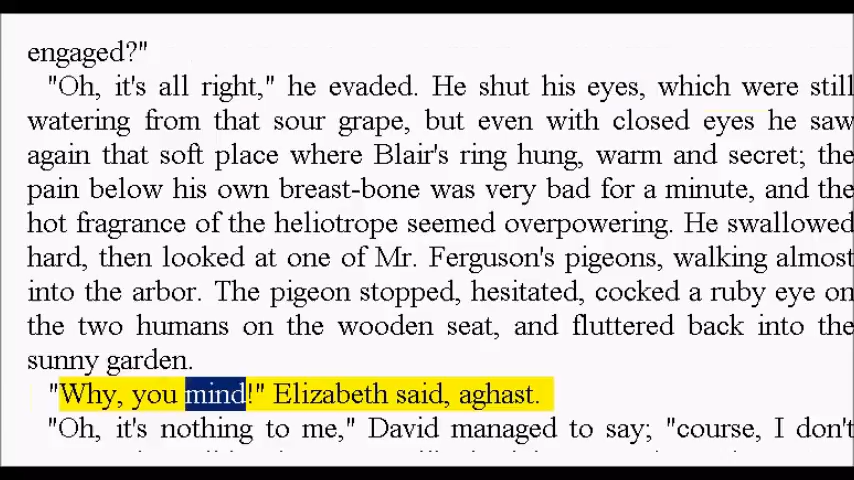 engaged?"
"Oh, it's all right," he evaded. He shut his eyes, which were still
watering from that sour grape, but even with closed eyes he saw
again that soft place where Blair's ring hung, warm and secret; the
pain below his own breast-bone was very bad for a minute, and the
hot fragrance of the heliotrope seemed overpowering. He swallowed
hard, then looked at one of Mr. Ferguson's pigeons, walking almost
into the arbor. The pigeon stopped, hesitated, cocked a ruby eye on
the two humans on the wooden seat, and fluttered back into the
sunny garden.
"Why, you mind!" Elizabeth said, aghast.
"Oh, it's nothing to me," David managed to say; "course, I don't